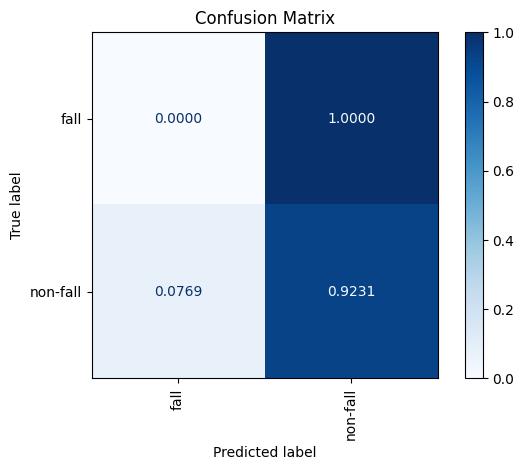 Confusion Matrix
True label
fall
0.0000
1.0000
non-fall
0.0769
0.9231
fall
non-fall
Predicted label
1.0
0.8
0.6
0.4
0.2
0.0